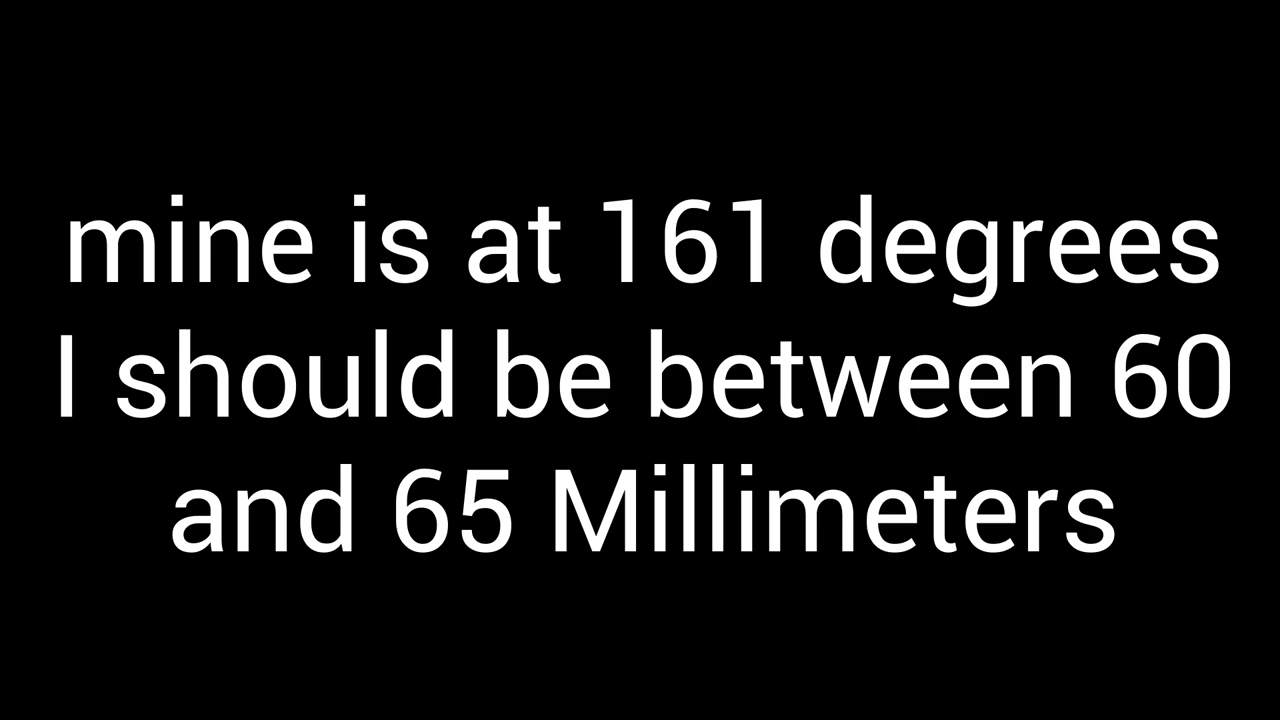 mine is at 161 degrees
I should be between 60
and 65 Millimeters